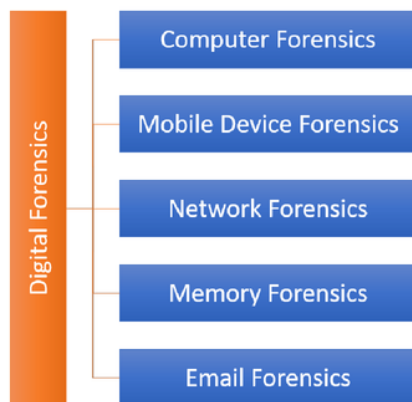 Digital Forensics
Computer Forensics
Mobile Device Forensics
Network Forensics
Memory Forensics
Email Forensics